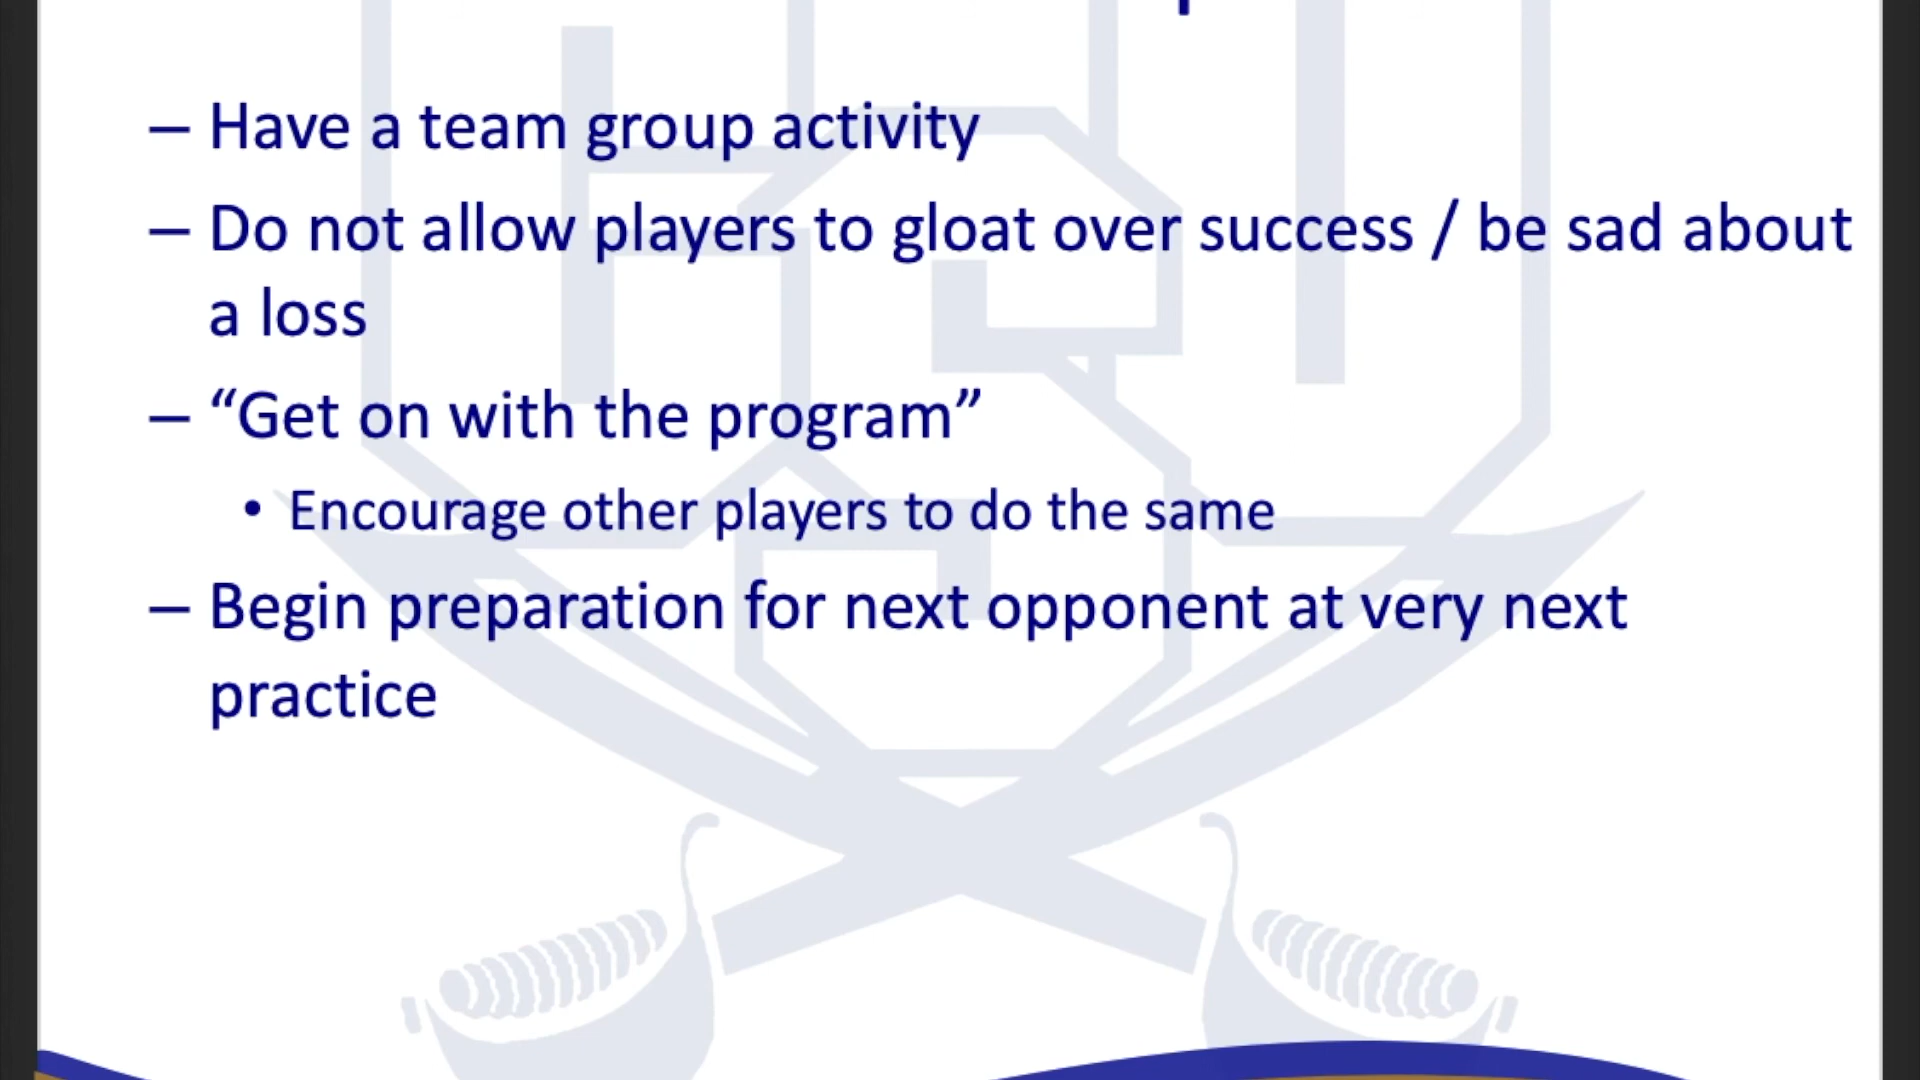 – Have a team group activity
– Do not allow players to gloat over success / be sad about
a loss
– “Get on with the program”
• Encourage other players to do the same
– Begin preparation for next opponent at very next
practice